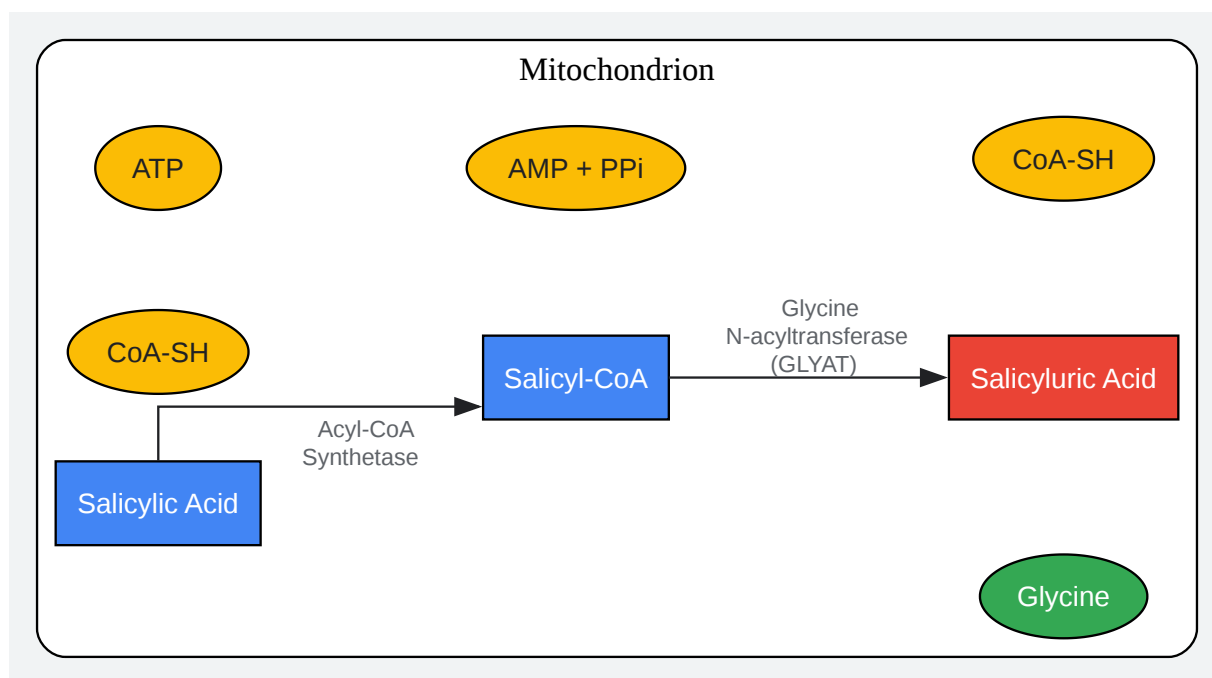 Mitochondrion
ATP
AMP + PPi
CoA-SH
CoA-SH
Acyl-CoA
Synthetase
Salicylic Acid
Salicyl-CoA
Glycine
N-acyltransferase
(GLYAT)
Salicyluric Acid
Glycine